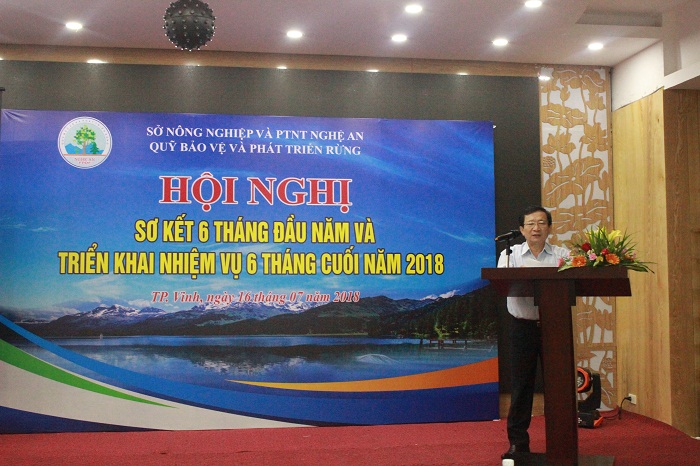 SỞ NÔNG NGHIỆP VÀ PTNT NGHỆ AN
QUỸ BẢO VỆ VÀ PHÁT TRIỂN RỪNG
HỘI NGHỊ
SƠ KẾT 6 THÁNG ĐẦU NĂM VÀ
TRIỂN KHAI NHIỆM VỤ 6 THÁNG CUỐI NĂM 2018
TP. Vinh, ngày 16 tháng 07 năm 2018
NGHỆ AN